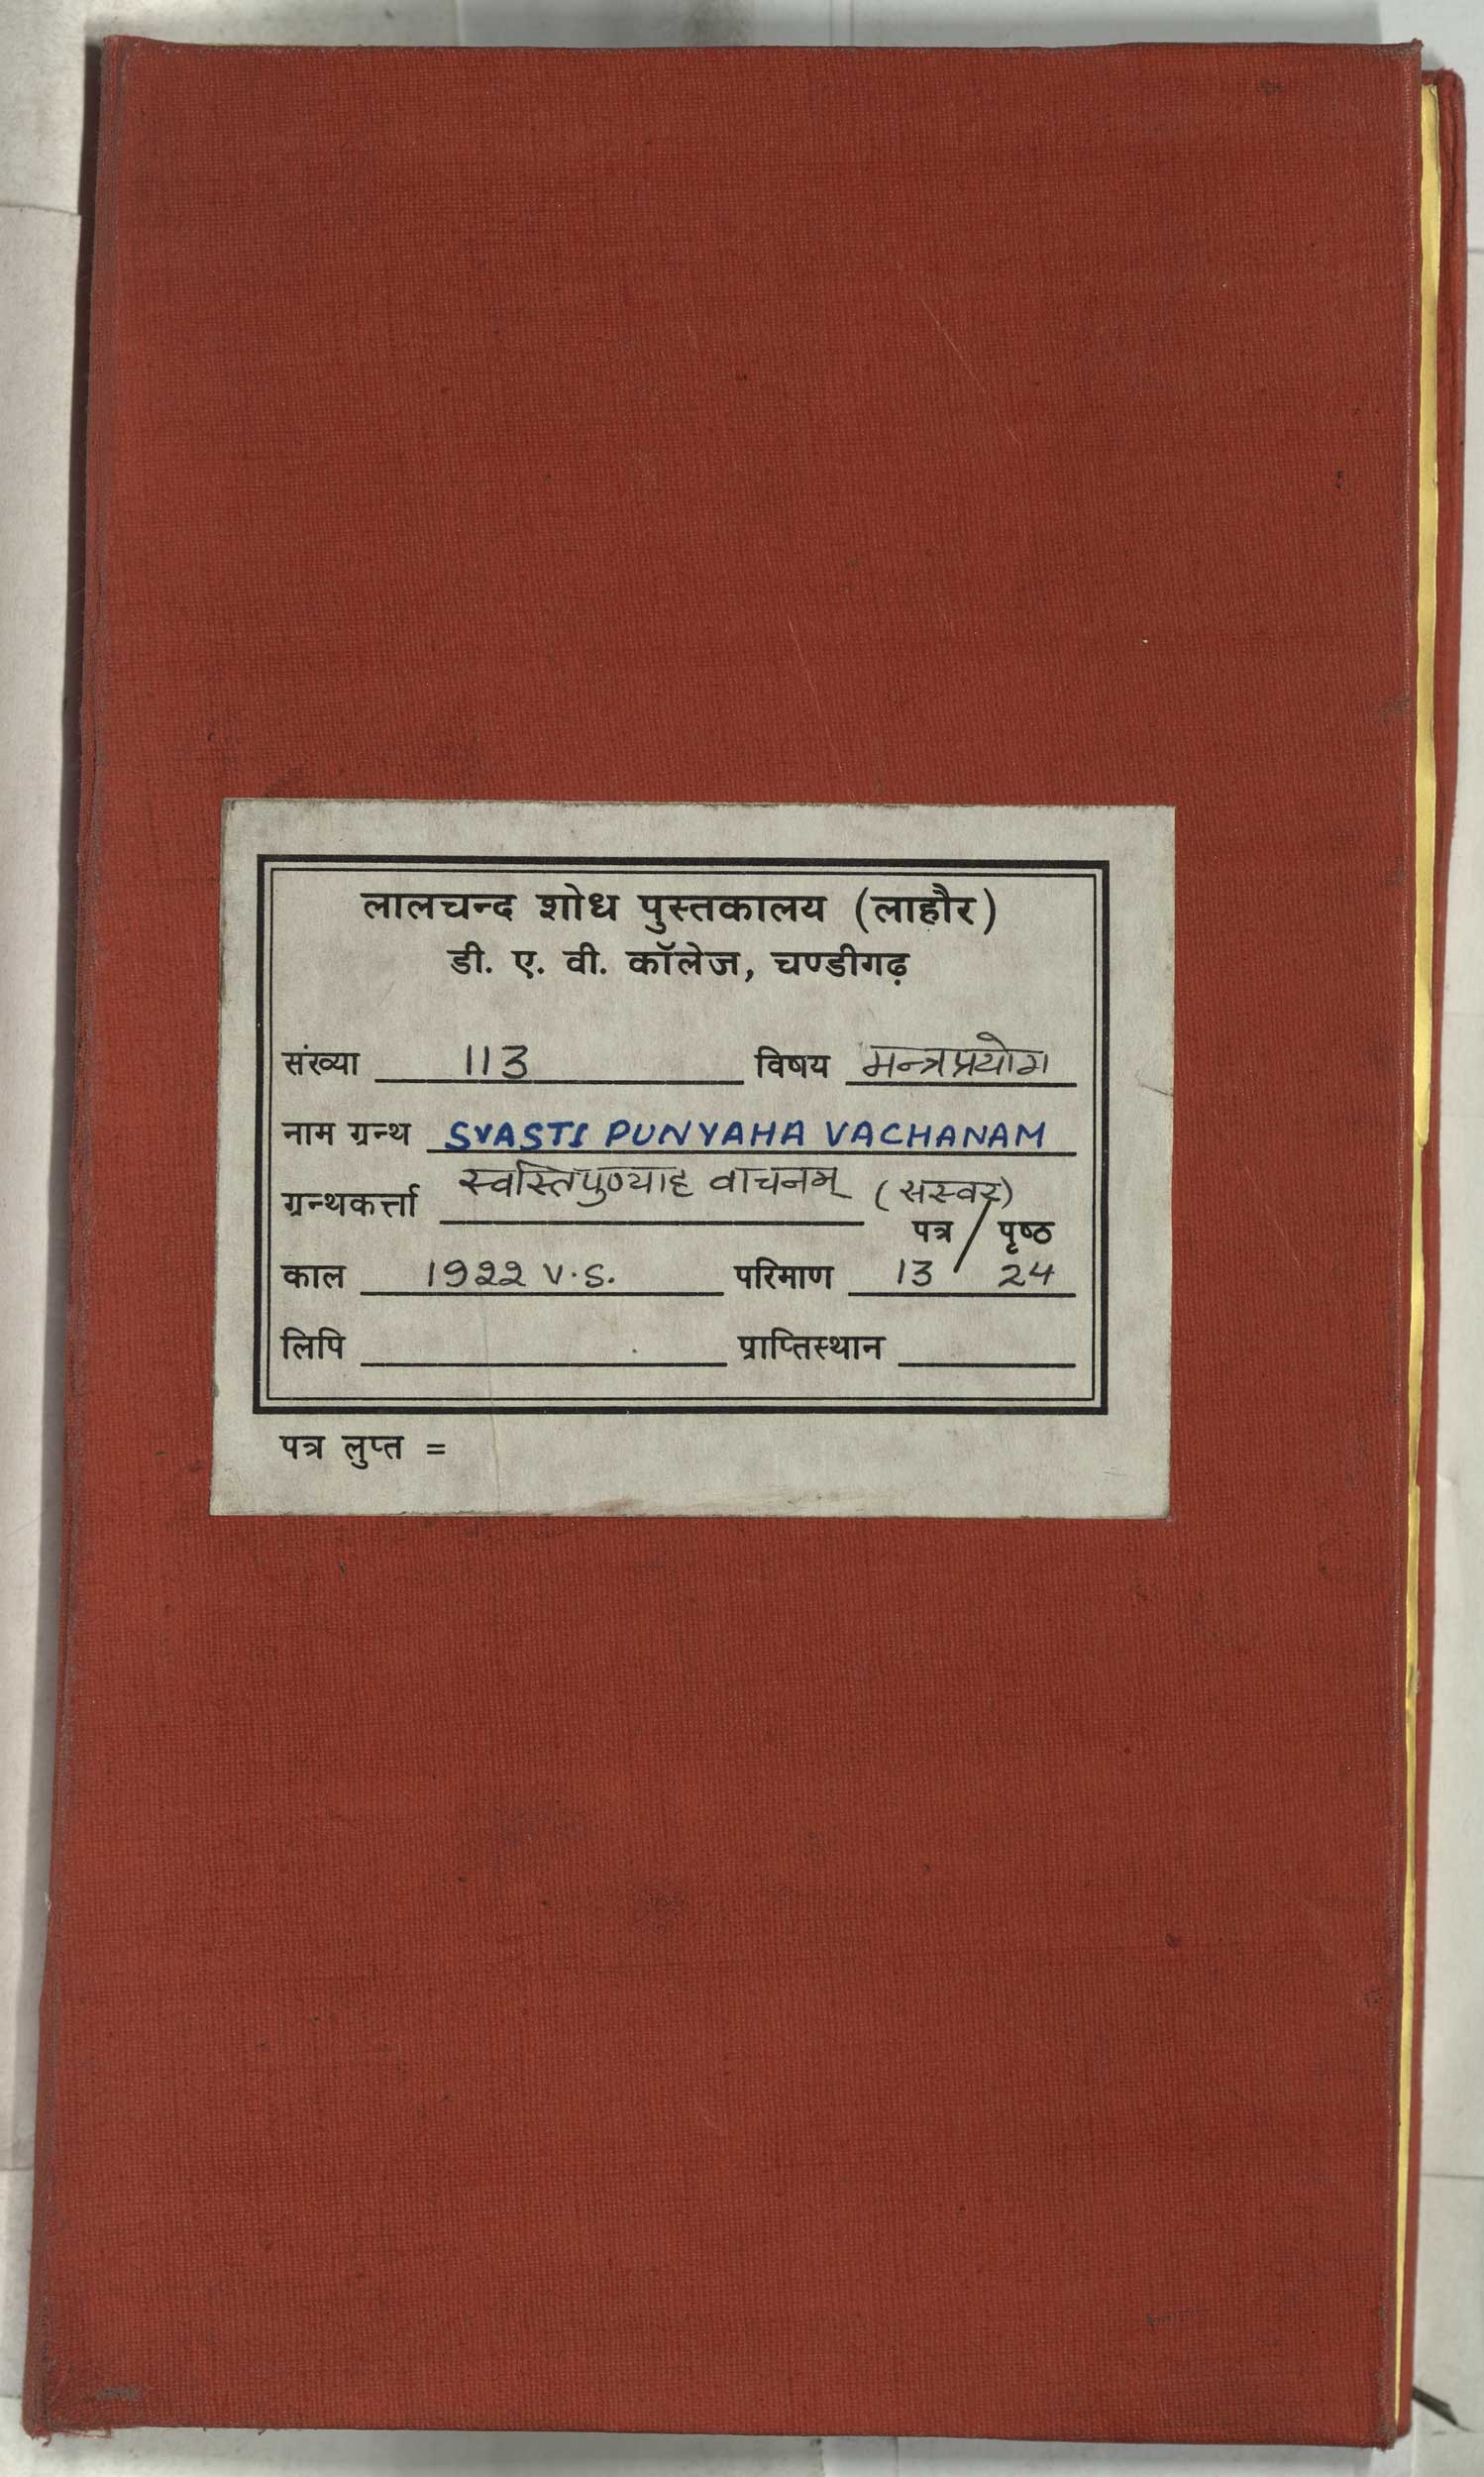 लालचन्द शोध पुस्तकालय (लाहौर)
डी. ए. वी. कॉलेज, चण्डीगढ़
संख्या 113 विषय मन्त्रप्रयोग
नाम ग्रन्थ SVASTI PUNYAHA VACHANAM
ग्रन्थकर्त्ता स्वस्तिपुण्याह वाचनम् (सस्वर)
पत्र / पृष्ठ
काल 1922 V.S. परिमाण 13 / 24
लिपि प्राप्तिस्थान
पत्र लुप्त =